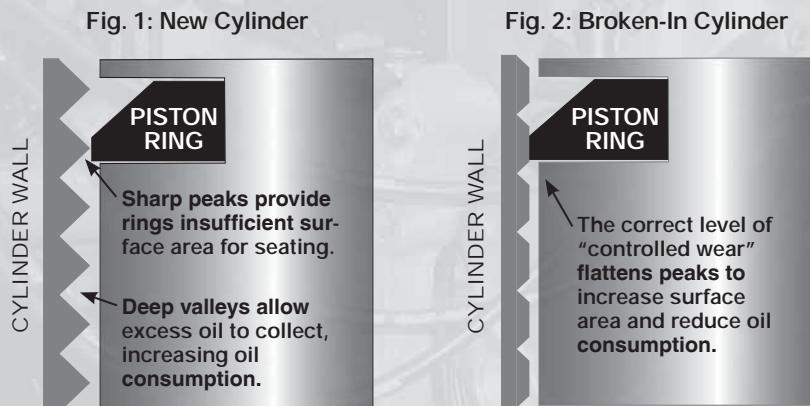 Fig. 1: New Cylinder
CYLINDER WALL
PISTON
RING
Sharp peaks provide
rings insufficient sur-
face area for seating.
Deep valleys allow
excess oil to collect,
increasing oil
consumption.
Fig. 2: Broken-In Cylinder
CYLINDER WALL
PISTON
RING
The correct level of
“controlled wear”
flattens peaks to
increase surface
area and reduce oil
consumption.